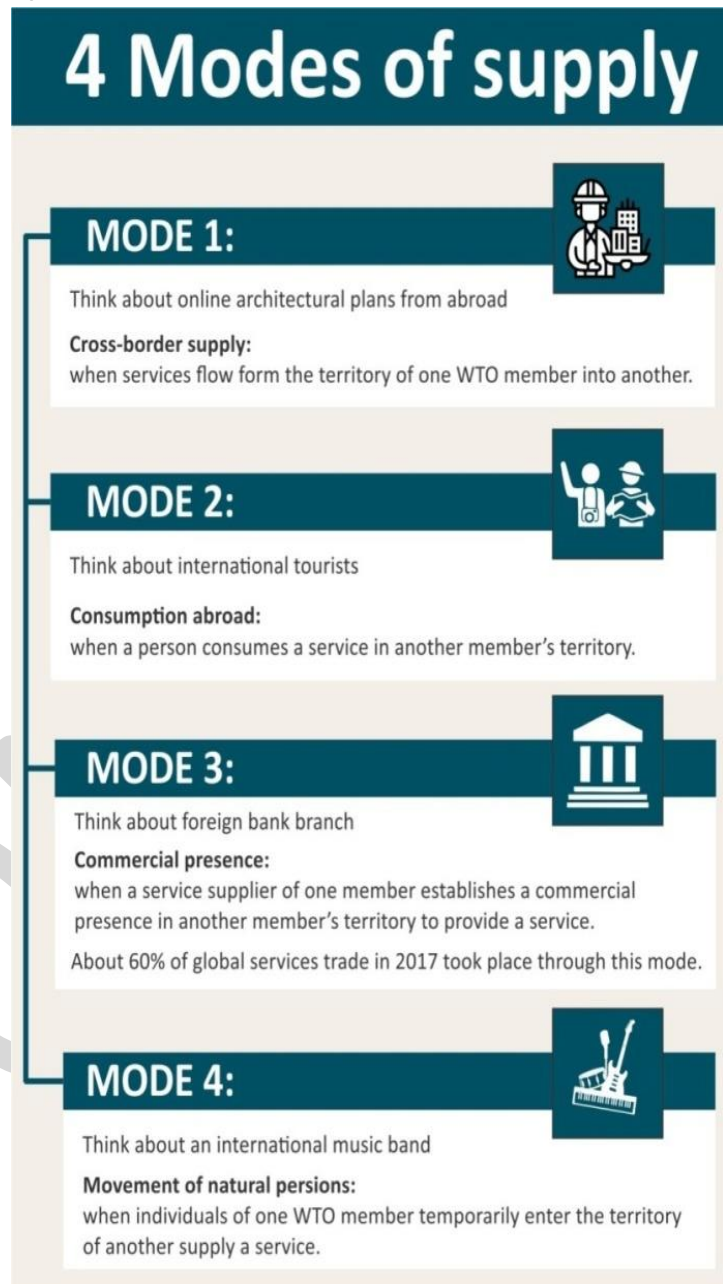 4 Modes of supply
MODE 1:
Think about online architectural plans from abroad
Cross-border supply:
when services flow form the territory of one WTO member into another.
MODE 2:
Think about international tourists
Consumption abroad:
when a person consumes a service in another member's territory.
MODE 3:
Think about foreign bank branch
Commercial presence:
when a service supplier of one member establishes a commercial
presence in another member's territory to provide a service.
About 60% of global services trade in 2017 took place through this mode.
MODE 4:
Think about an international music band
Movement of natural persions:
when individuals of one WTO member temporarily enter the territory
of another supply a service.